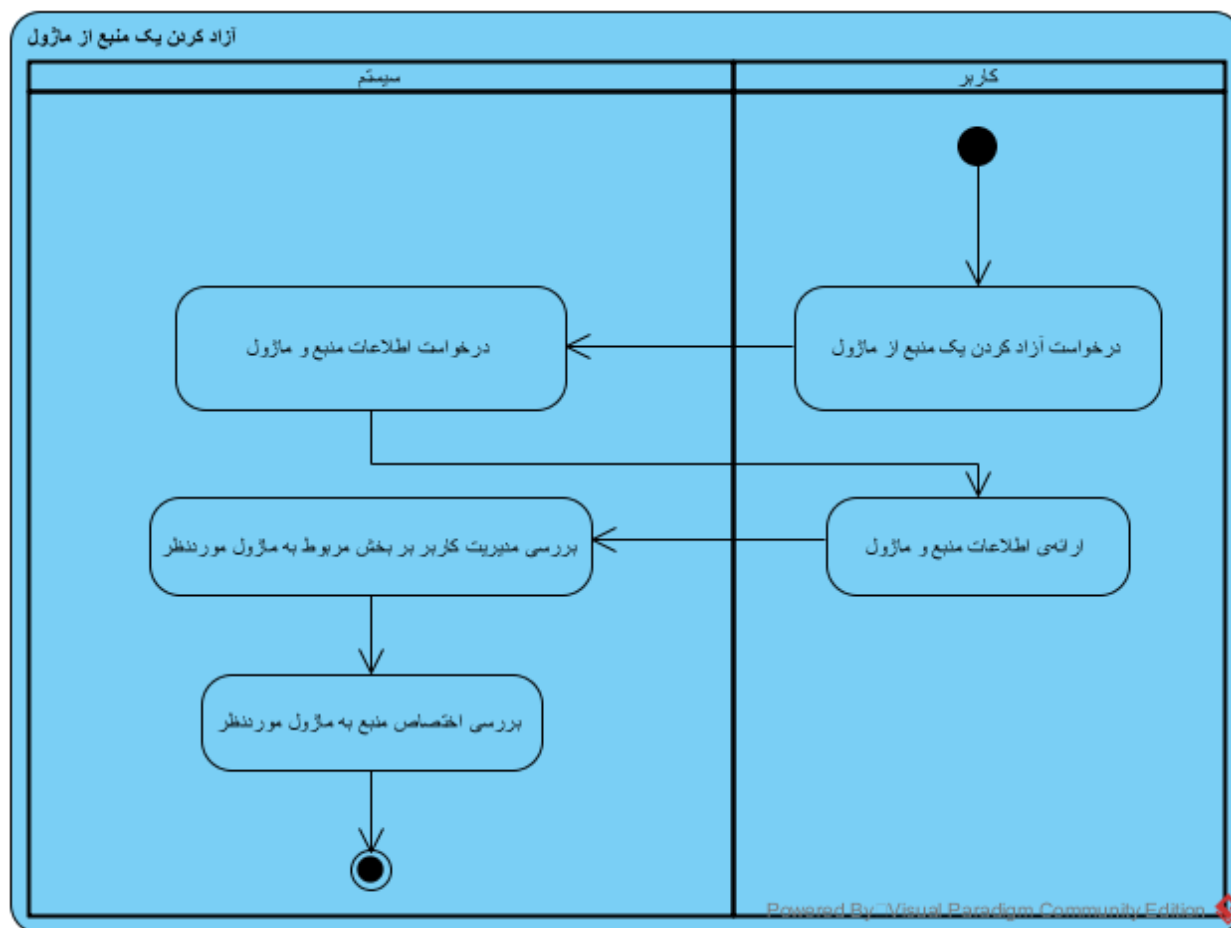 آزاد کردن یک منبع از ماژول
کاربر
سیستم
درخواست آزاد کردن یک منبع از ماژول
درخواست اطلاعات منبع و ماژول
ارائه‌ی اطلاعات منبع و ماژول
بررسی مدیریت کاربر بر بخش مربوط به ماژول موردنظر
بررسی اختصاص منبع به ماژول موردنظر
Powered By Visual Paradigm Community Edition